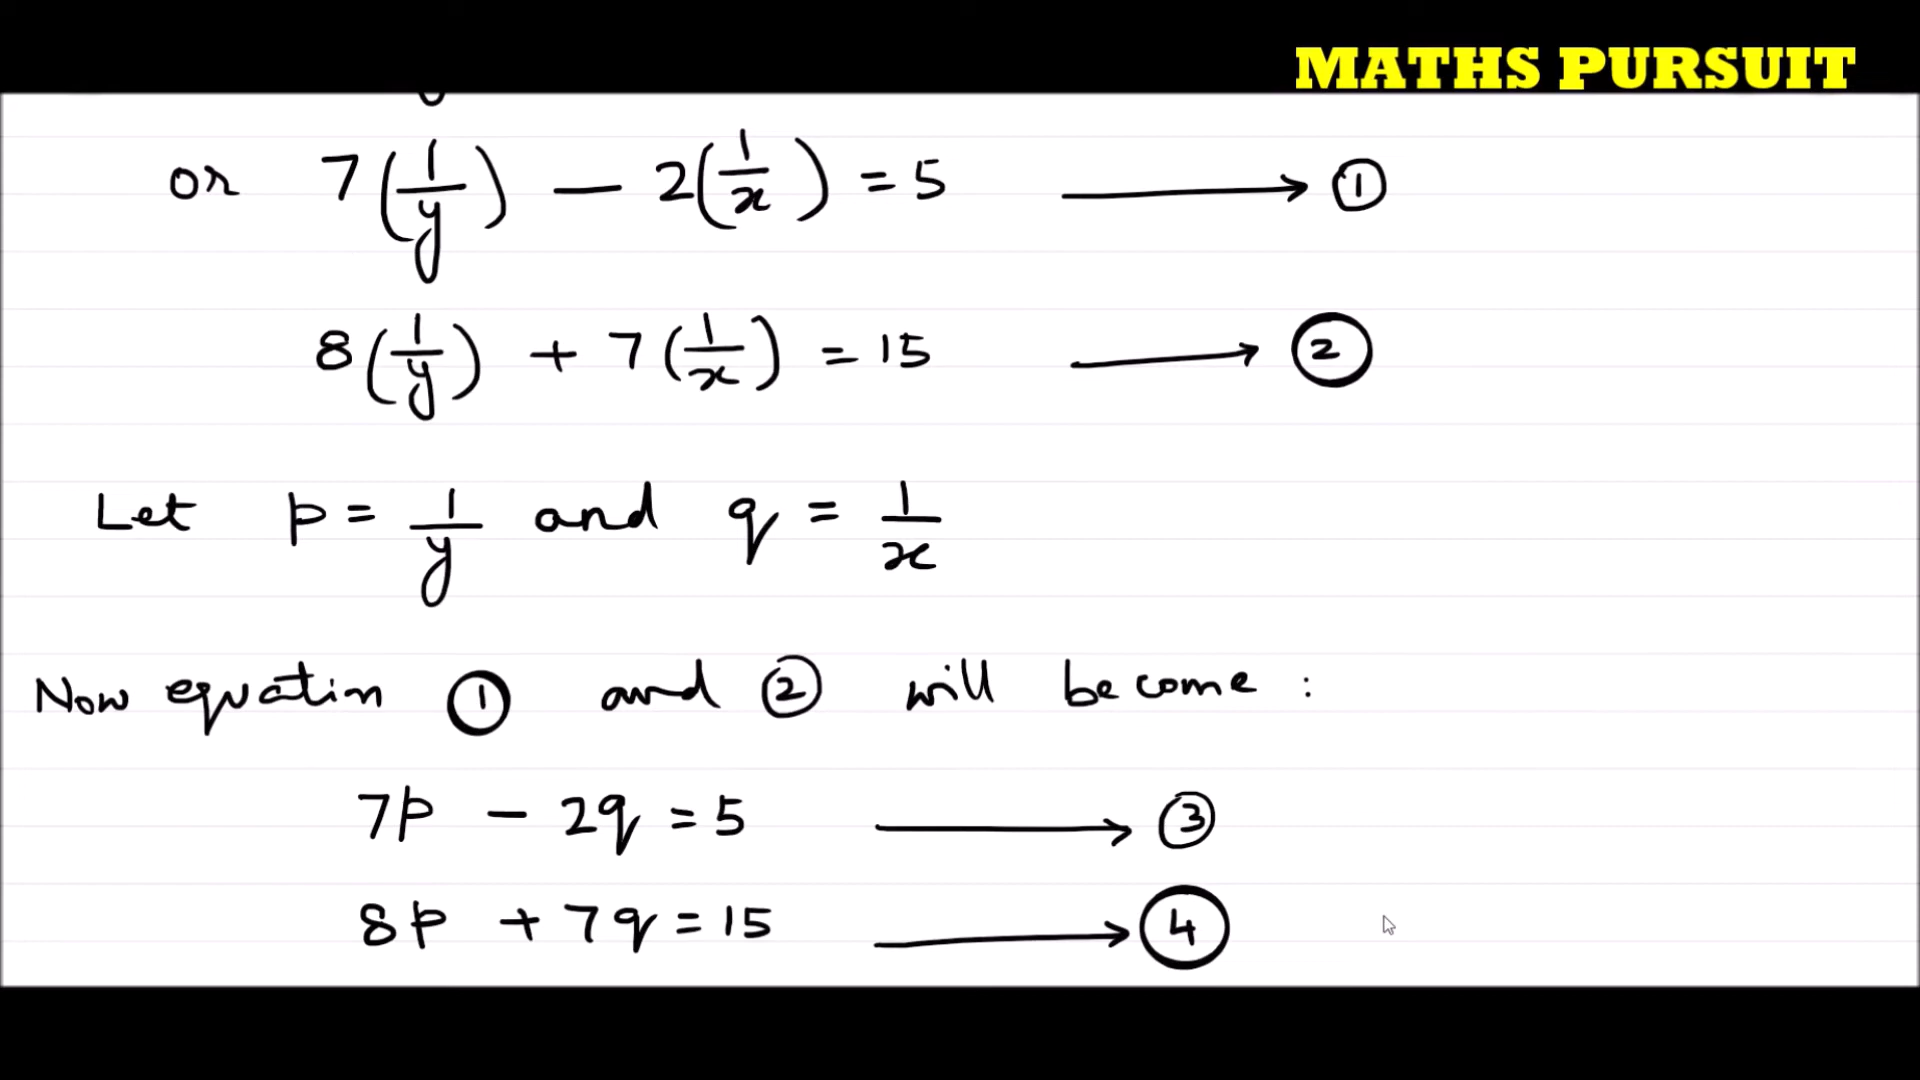 MATHS PURSUIT
or 7(1/y) — 2(1/x) = 5 ⟶ ①
8(1/y) + 7(1/x) = 15 ⟶ ②
Let p = 1/y and q = 1/x
Now equation ① and ② will become :
7p - 2q = 5 ⟶ ③
8p + 7q = 15 ⟶ ④